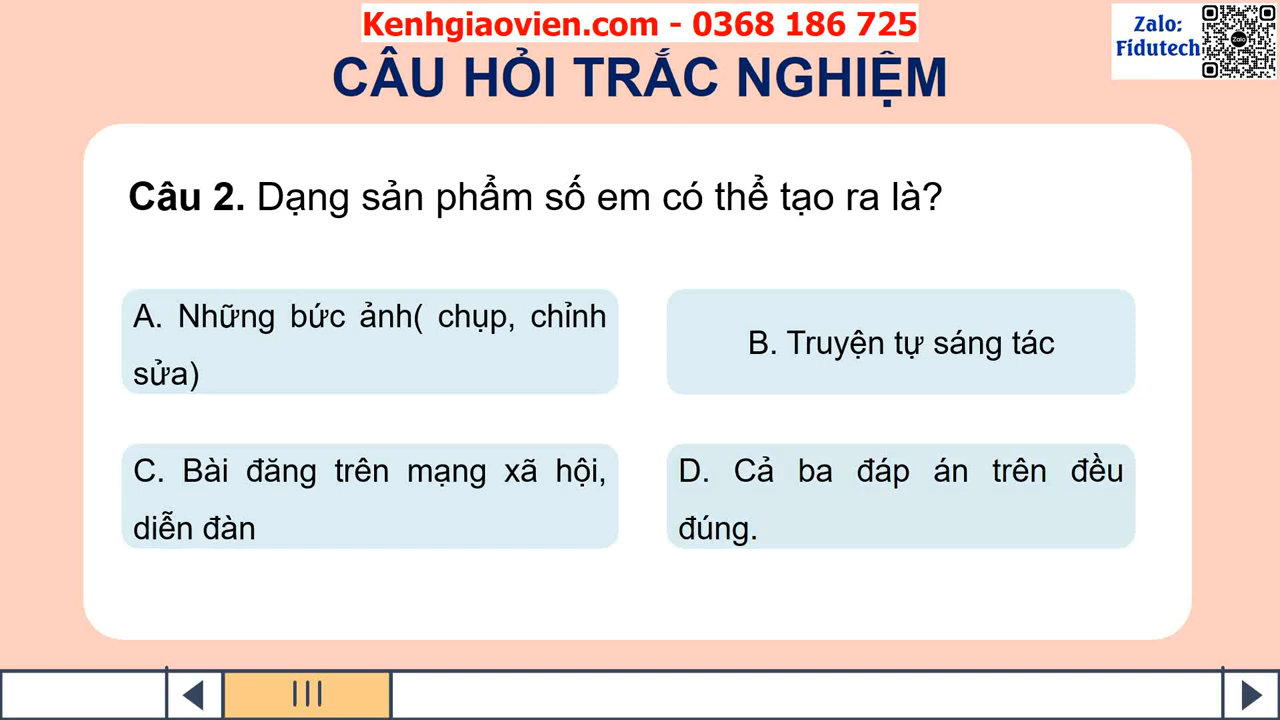 Kenhgiaovien.com - 0368 186 725
Zalo:
Fidutech
Zalo
CÂU HỎI TRẮC NGHIỆM
Câu 2. Dạng sản phẩm số em có thể tạo ra là?
A. Những bức ảnh( chụp, chỉnh
sửa)
B. Truyện tự sáng tác
C. Bài đăng trên mạng xã hội,
diễn đàn
D. Cả ba đáp án trên đều
đúng.